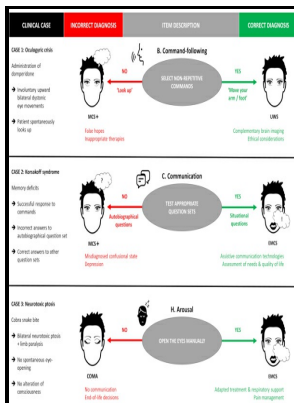 CLINICAL CASE
INCORRECT DIAGNOSIS
ITEM DESCRIPTION
CORRECT DIAGNOSIS
CASE 1: Oculogyric crisis
Administration of
domperidone
→ Involuntary upward
bilateral dystonic
eye movements
→ Patient spontaneously
looks up
B. Command-following
NO
'Look up'
SELECT NON-REPETITIVE
COMMANDS
YES
'Move your
arm / foot'
MCS+
UWS
False hopes
Inappropriate therapies
Complementary brain imaging
Ethical considerations
CASE 2: Korsakoff syndrome
Memory deficits
→ Successful response to
commands
→ Incorrect answers to
autobiographical question set
→ Correct answers to other
question sets
C. Communication
NO
Autobiographical
questions
TEST APPROPRIATE
QUESTION SETS
YES
Situational
questions
MCS+
EMCS
Misdiagnosed confusional state
Depression
Assistive communication technologies
Assessment of needs & quality of life
CASE 3: Neurotoxic ptosis
Cobra snake bite
→ Bilateral neurotoxic ptosis
+ limb paralysis
→ No spontaneous eye-
opening
→ No alteration of
consciousness
H. Arousal
NO
OPEN THE EYES MANUALLY
YES
COMA
EMCS
No communication
End-of-life decisions
Adapted treatment & respiratory support
Pain management